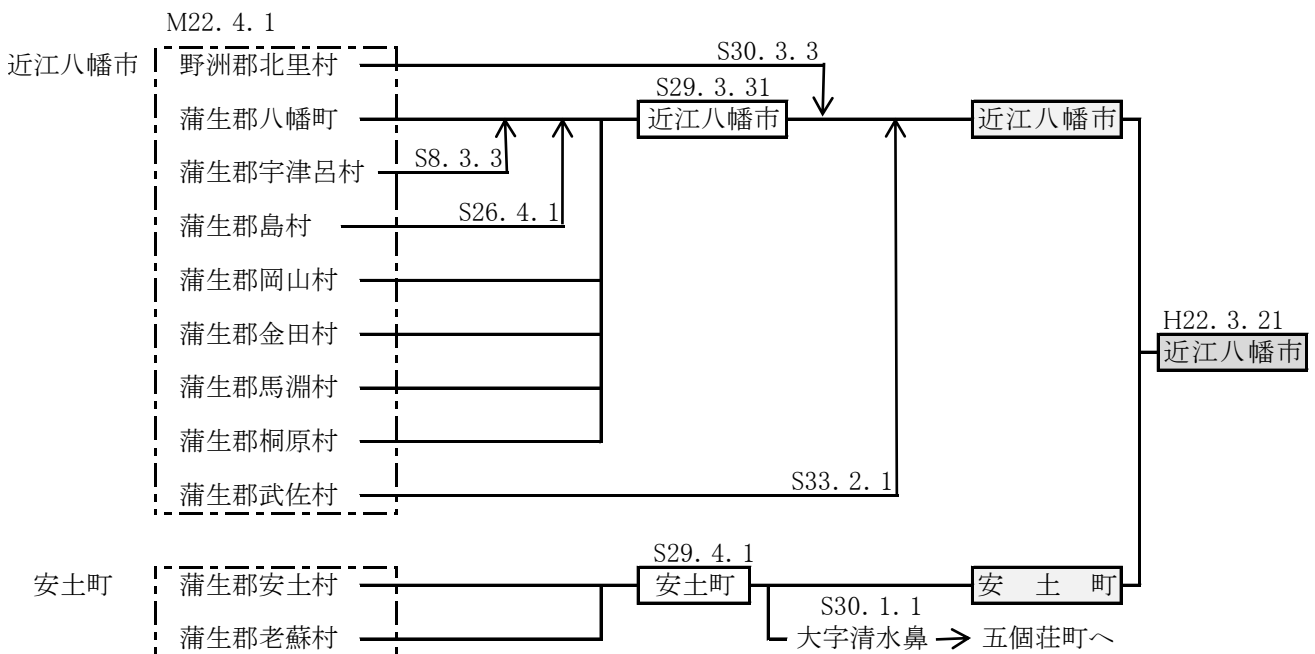 M22. 4. 1
近江八幡市 野洲郡北里村 S30. 3. 3
S29. 3. 31
蒲生郡八幡町 近江八幡市 近江八幡市
蒲生郡宇津呂村 S8. 3. 3
蒲生郡島村 S26. 4. 1
蒲生郡岡山村
H22. 3. 21
蒲生郡金田村
近江八幡市
蒲生郡馬淵村
蒲生郡桐原村
蒲生郡武佐村 S33. 2. 1
S29. 4. 1
安土町 蒲生郡安土村 安土町 安 土 町
S30. 1. 1
蒲生郡老蘇村 大字清水鼻 五個荘町へ